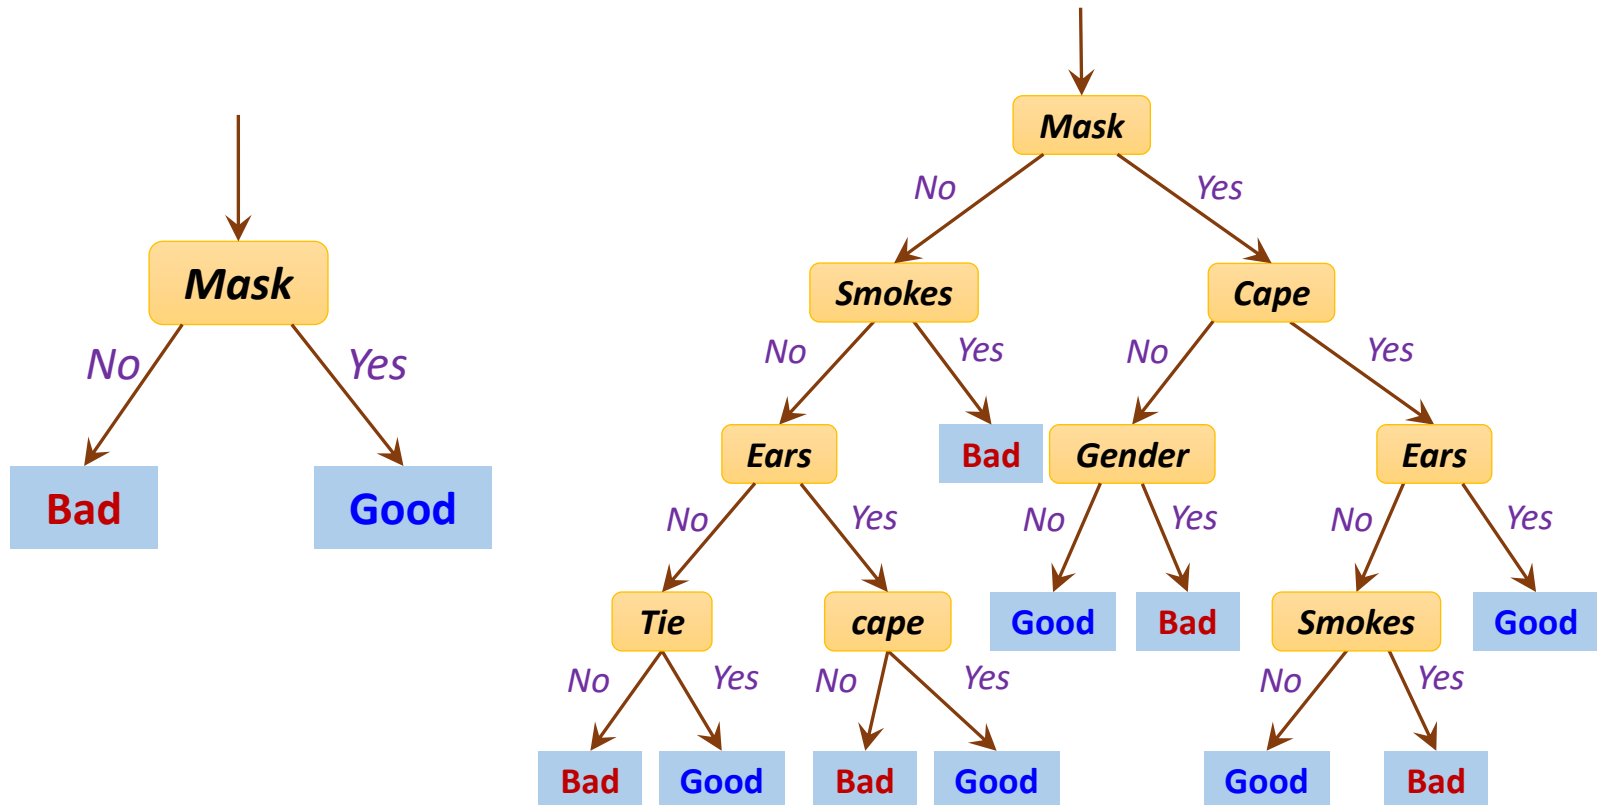 Mask
No
Yes
Bad
Good
Mask
No
Yes
Smokes
Cape
No
Yes
No
Yes
Ears
Bad
Gender
Ears
No
Yes
No
Yes
No
Yes
Tie
cape
Good
Bad
Smokes
Good
No
Yes
No
Yes
No
Yes
Bad
Good
Bad
Good
Good
Bad